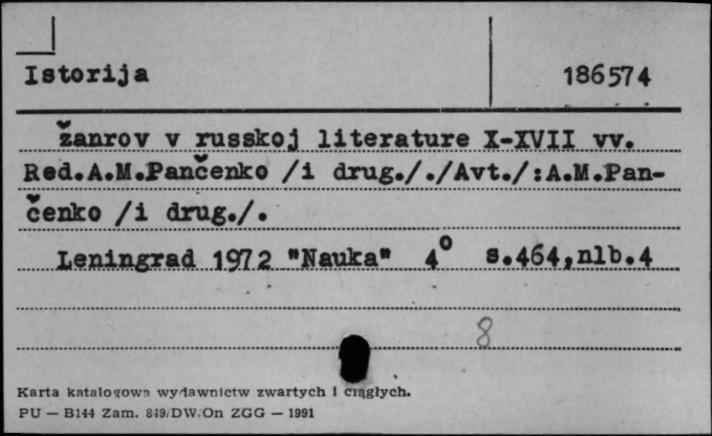 Istorija 186574
žanrov v russkoj literature X-XVII vv.
Red.A.M.Pančenko /i drug././Avt./:A.M.Pan-
čenko /i drug./.
Leningrad 1972 "Nauka" 4⁰ s.464,nlb.4
8
Karta katalogowa wydawnictw zwartych i ciągłych.
PU — B144 Zam. 849/DW/On ZGG — 1991